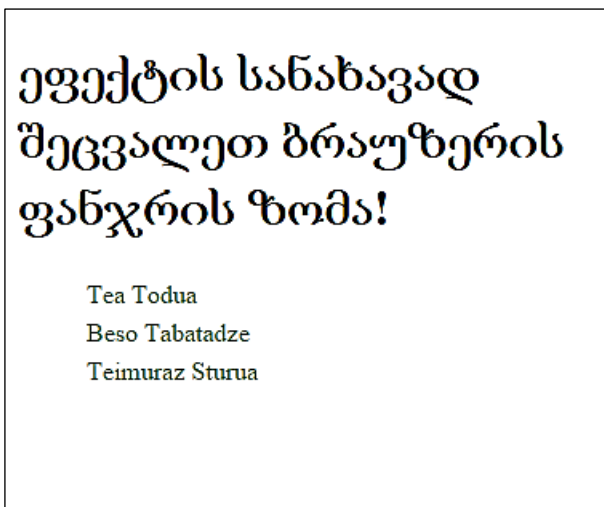 ეფექტის სანახავად
შეცვალეთ ბრაუზერის
ფანჯრის ზომა!
Tea Todua
Beso Tabatadze
Teimuraz Sturua